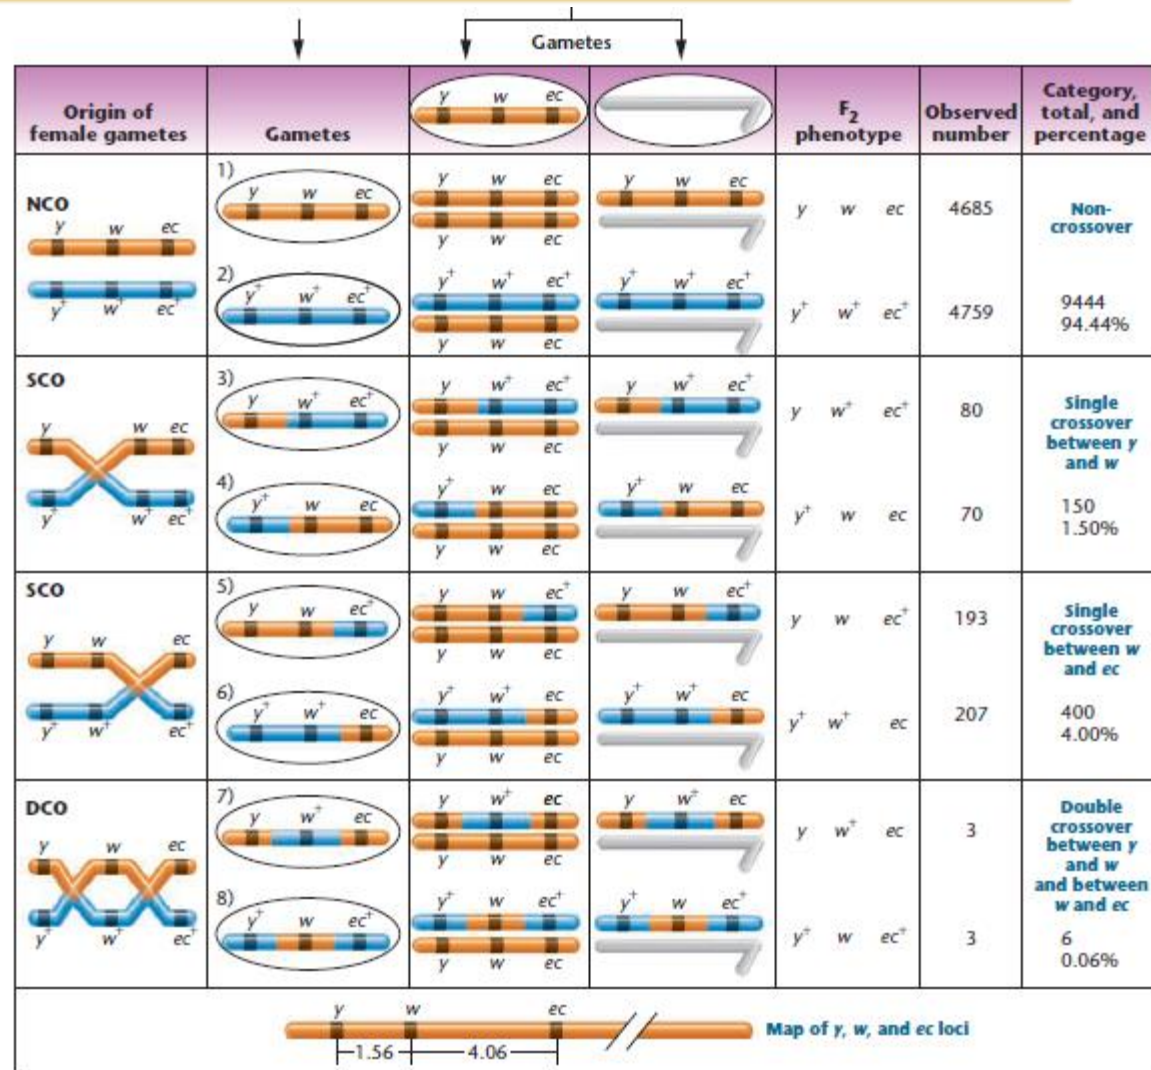 Gametes
Origin of
female gametes
Gametes
y w ec
F2
phenotype
Observed
number
Category,
total, and
percentage
NCO
y w ec
y+ w+ ec+
1)
y w ec
y w ec
y w ec
y w ec
y w ec
4685
Non-
crossover
2)
y+ w+ ec+
y+ w+ ec+
y w ec
y+ w+ ec+
y+ w+ ec+
4759
9444
94.44%
SCO
y w ec
y+ w+ ec+
3)
y w+ ec+
y w+ ec+
y w ec
y w+ ec+
y w+ ec+
80
Single
crossover
between y
and w
4)
y+ w ec
y+ w ec
y w ec
y+ w ec
y+ w ec
70
150
1.50%
SCO
y w ec
y+ w+ ec+
5)
y w ec+
y w ec+
y w ec
y w ec+
y w ec+
193
Single
crossover
between w
and ec
6)
y+ w+ ec
y+ w+ ec
y w ec
y+ w+ ec
y+ w+ ec
207
400
4.00%
DCO
y w ec
y+ w+ ec+
7)
y w+ ec
y w+ ec
y w ec
y w+ ec
y w+ ec
3
Double
crossover
between y
and w
and between
w and ec
8)
y+ w ec+
y+ w ec+
y w ec
y+ w ec+
y+ w ec+
3
6
0.06%
y w ec
Map of y, w, and ec loci
1.56 4.06